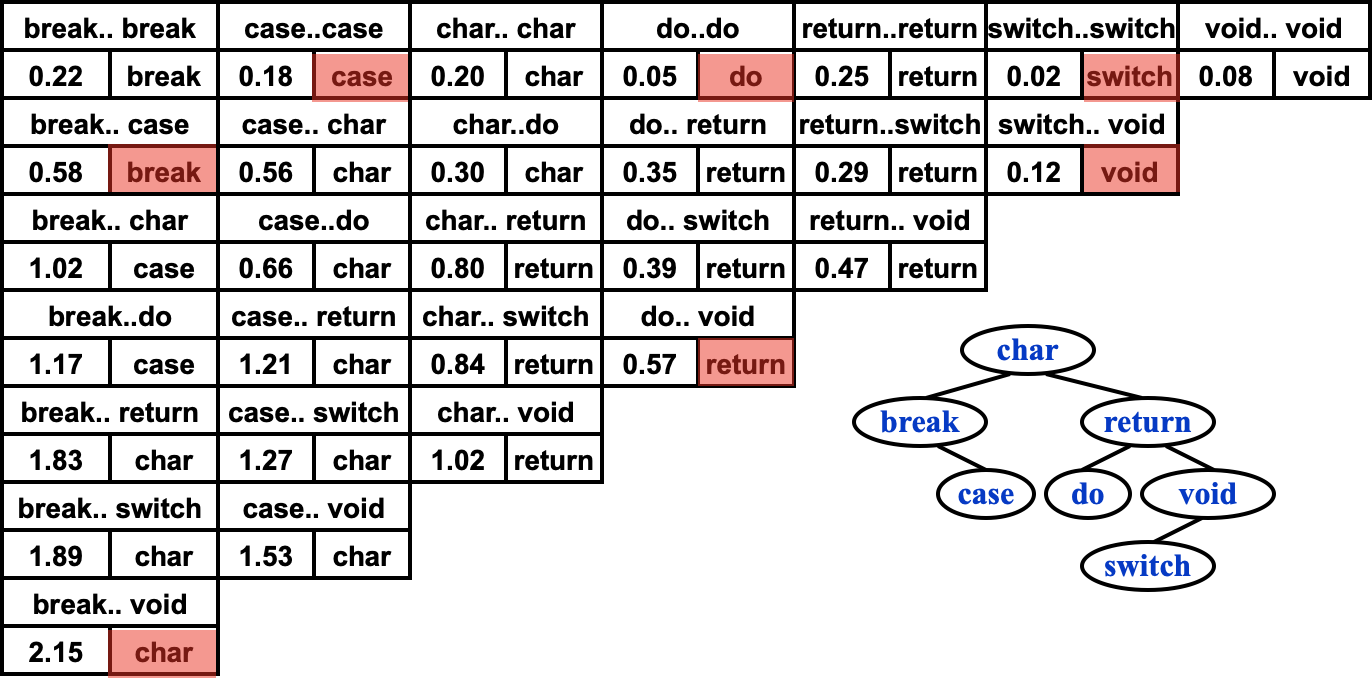 break.. break case..case char.. char do..do return..return switch..switch void.. void
0.22 break 0.18 case 0.20 char 0.05 do 0.25 return 0.02 switch 0.08 void
break.. case case.. char char..do do.. return return..switch switch.. void
0.58 break 0.56 char 0.30 char 0.35 return 0.29 return 0.12 void
break.. char case..do char.. return do.. switch return.. void
1.02 case 0.66 char 0.80 return 0.39 return 0.47 return
break..do case.. return char.. switch do.. void
1.17 case 1.21 char 0.84 return 0.57 return
break.. return case.. switch char.. void
1.83 char 1.27 char 1.02 return
break.. switch case.. void
1.89 char 1.53 char
break.. void
2.15 char
char
break return
case do void
switch